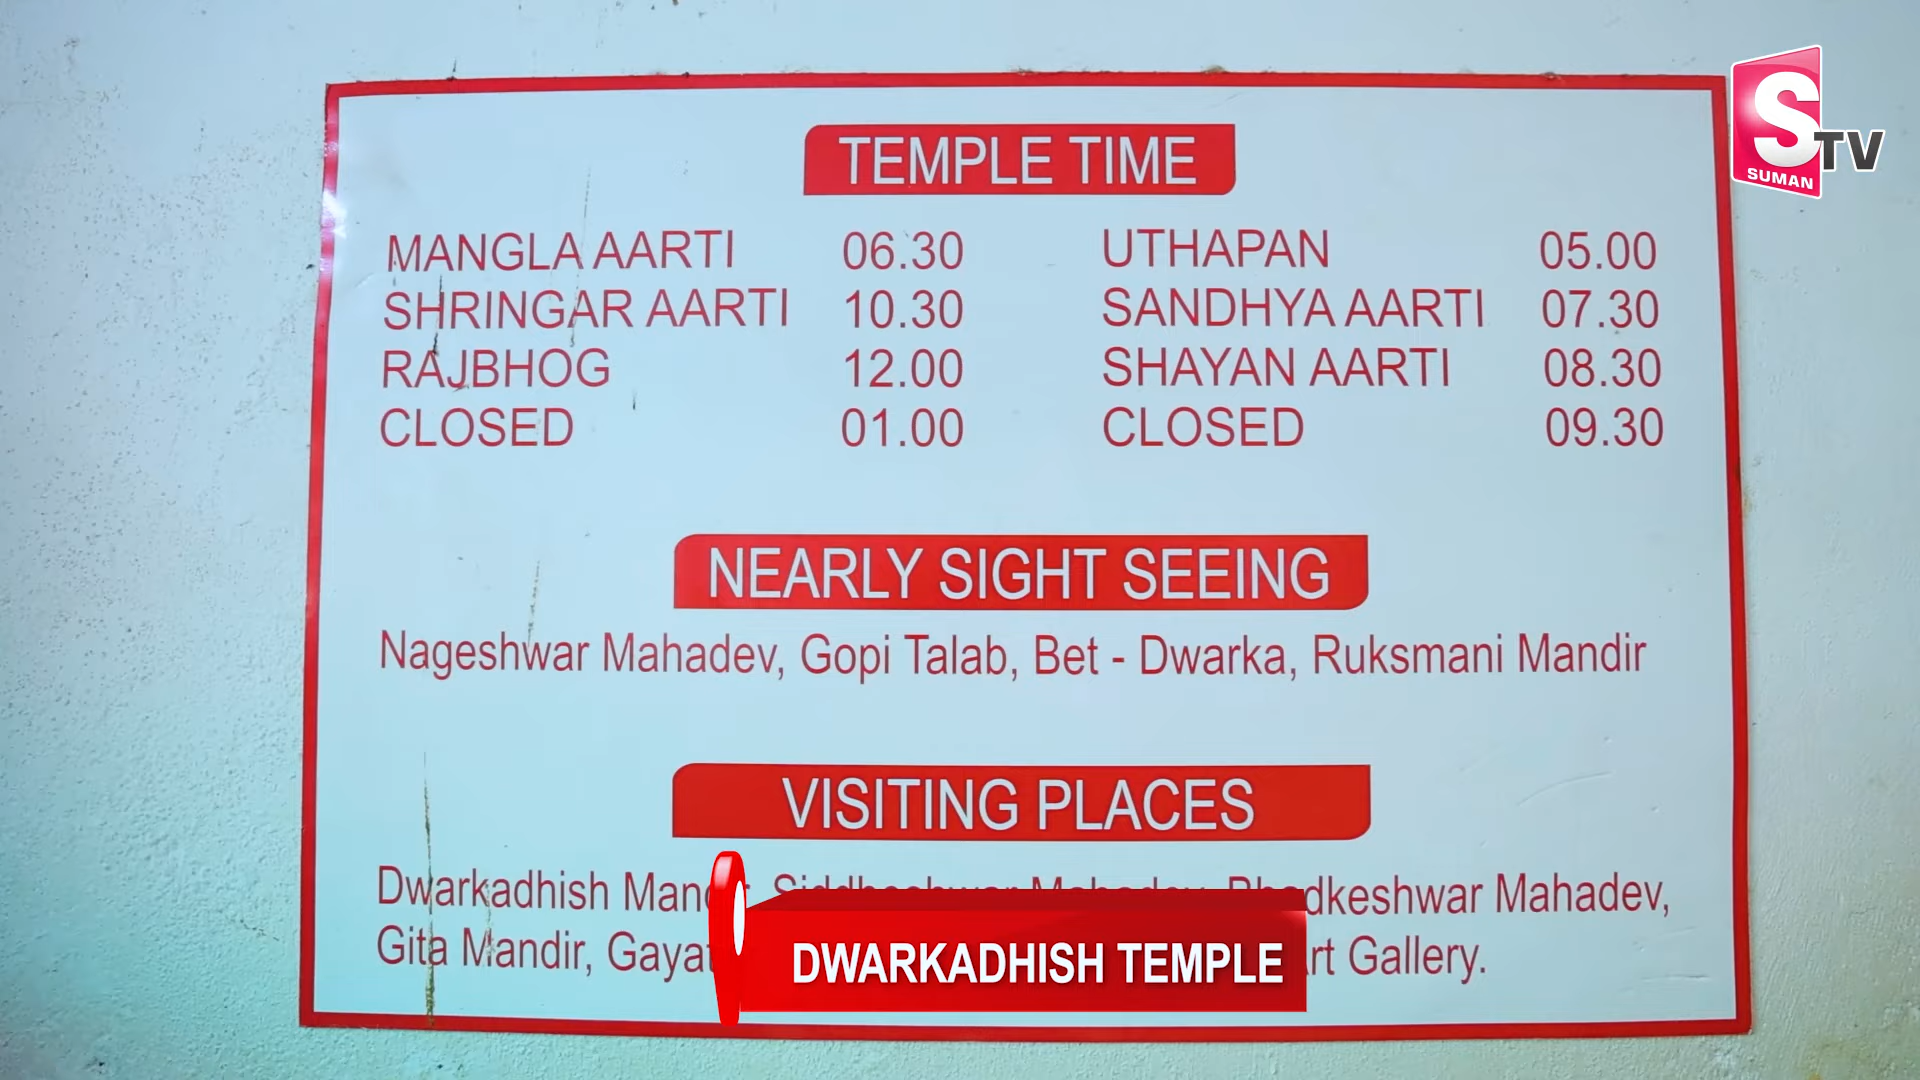 S TV
SUMAN
TEMPLE TIME
MANGLA AARTI 06.30 UTHAPAN 05.00
SHRINGAR AARTI 10.30 SANDHYA AARTI 07.30
RAJBHOG 12.00 SHAYAN AARTI 08.30
CLOSED 01.00 CLOSED 09.30
NEARLY SIGHT SEEING
Nageshwar Mahadev, Gopi Talab, Bet - Dwarka, Ruksmani Mandir
VISITING PLACES
Dwarkadhish Siddheshwar Mahadev, Mahadev,
Gita Mandir, Gallery.
DWARKADHISH TEMPLE